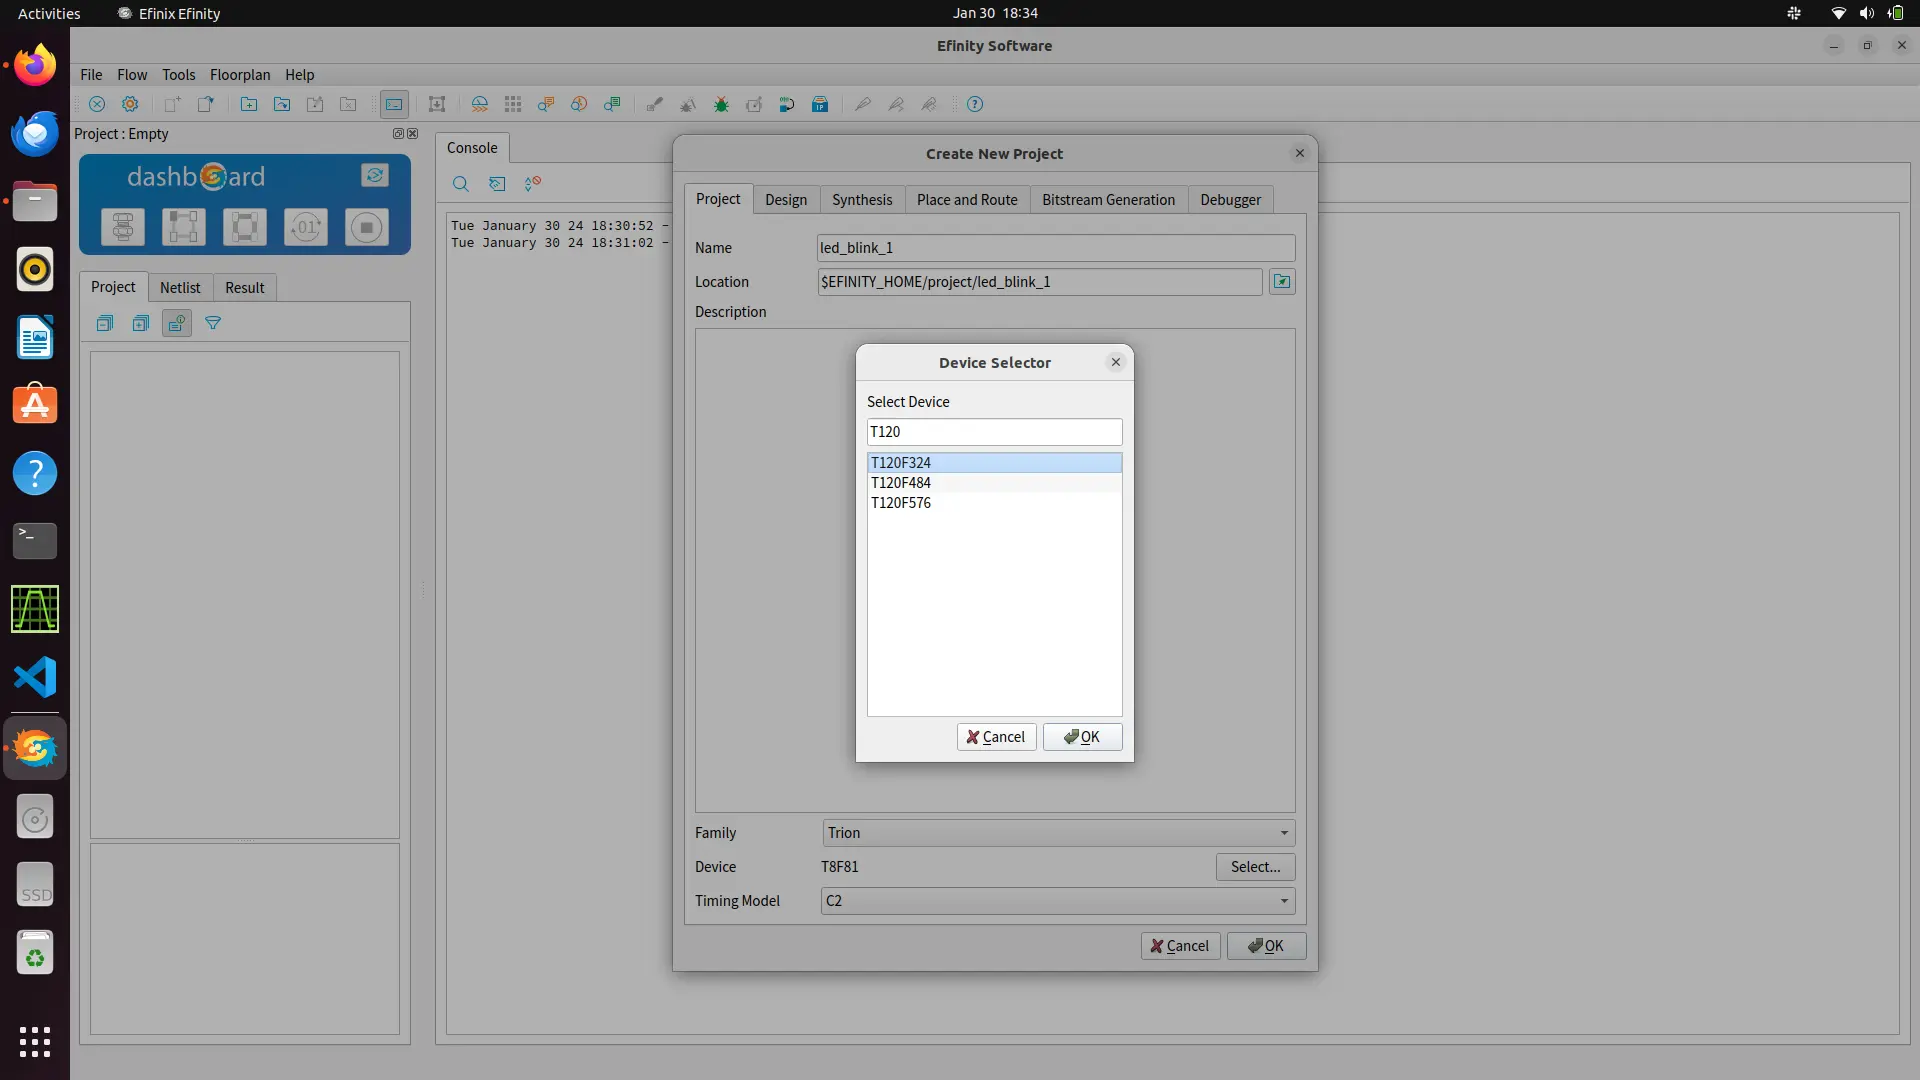 Activities
Efinix Efinity
Jan 30 18:34
Efinity Software
File Flow Tools Floorplan Help
Project : Empty
dashboard
01
Project Netlist Result
Console
Tue January 30 24 18:30:52 -
Tue January 30 24 18:31:02 -
Create New Project
Project Design Synthesis Place and Route Bitstream Generation Debugger
Name led_blink_1
Location $EFINITY_HOME/project/led_blink_1
Description
Device Selector
Select Device
T120
T120F324
T120F484
T120F576
Cancel OK
Family Trion
Device T8F81 Select...
Timing Model C2
Cancel OK
SSD